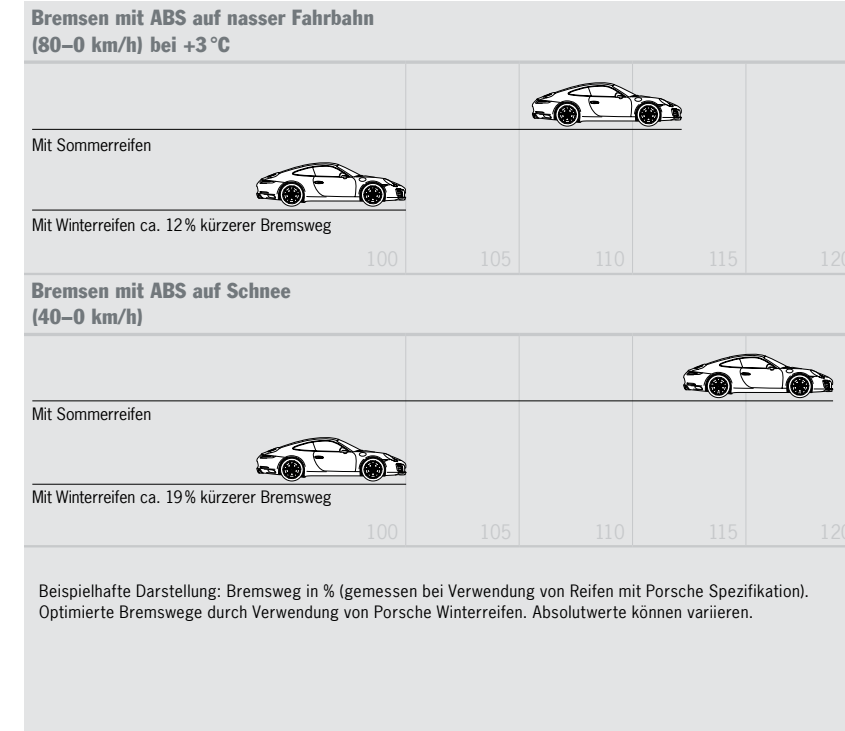 Bremsen mit ABS auf nasser Fahrbahn
(80–0 km/h) bei +3 °C
Mit Sommerreifen
Mit Winterreifen ca. 12 % kürzerer Bremsweg
100 105 110 115 120
Bremsen mit ABS auf Schnee
(40–0 km/h)
Mit Sommerreifen
Mit Winterreifen ca. 19 % kürzerer Bremsweg
100 105 110 115 120
Beispielhafte Darstellung: Bremsweg in % (gemessen bei Verwendung von Reifen mit Porsche Spezifikation).
Optimierte Bremswege durch Verwendung von Porsche Winterreifen. Absolutwerte können variieren.